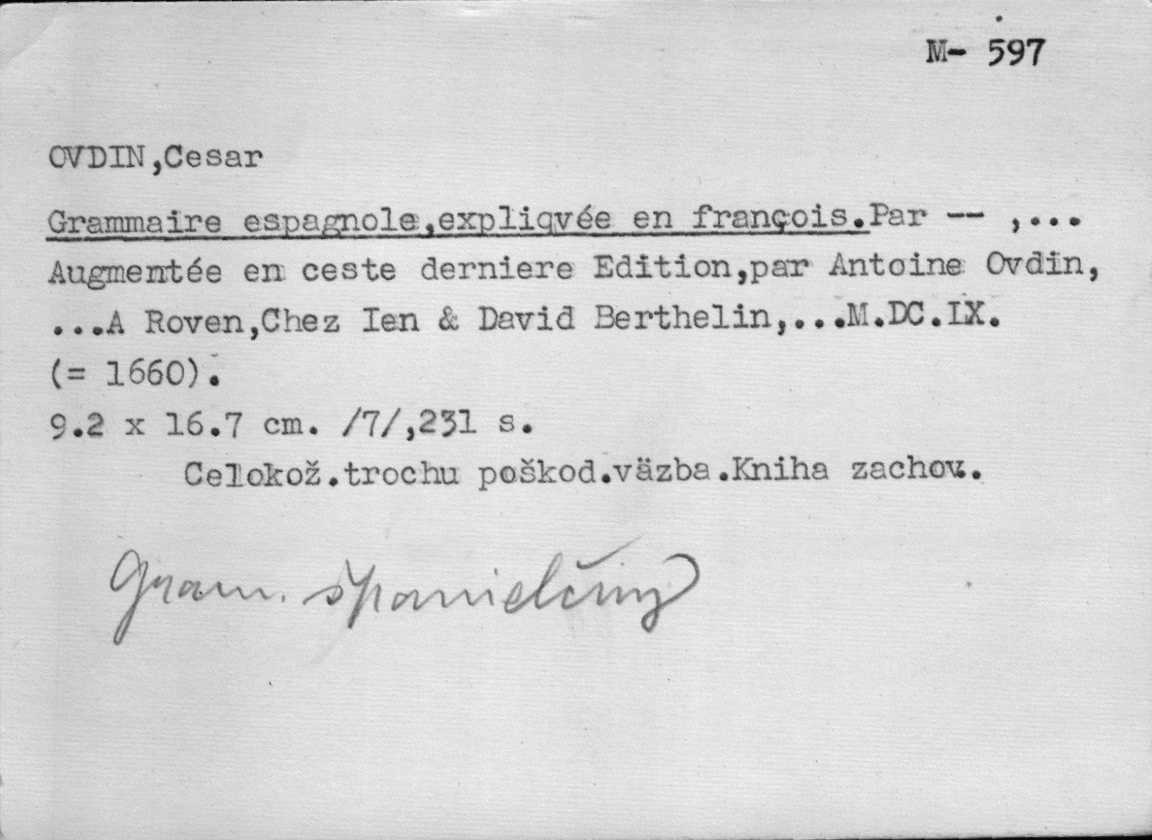 M- 597
OVDIN,Cesar
Grammaire espagnole,expliqvée en françois.Par -- ,...
Augmentée en ceste derniere Edition,par Antoine Ovdin,
...A Roven,Chez Ien & David Berthelin,...M.DC.IX.
(= 1660).
9.2 x 16.7 cm. /7/,231 s.
Celokož.trochu poškod.väzba.Kniha zachov.
Gram. španielčiny